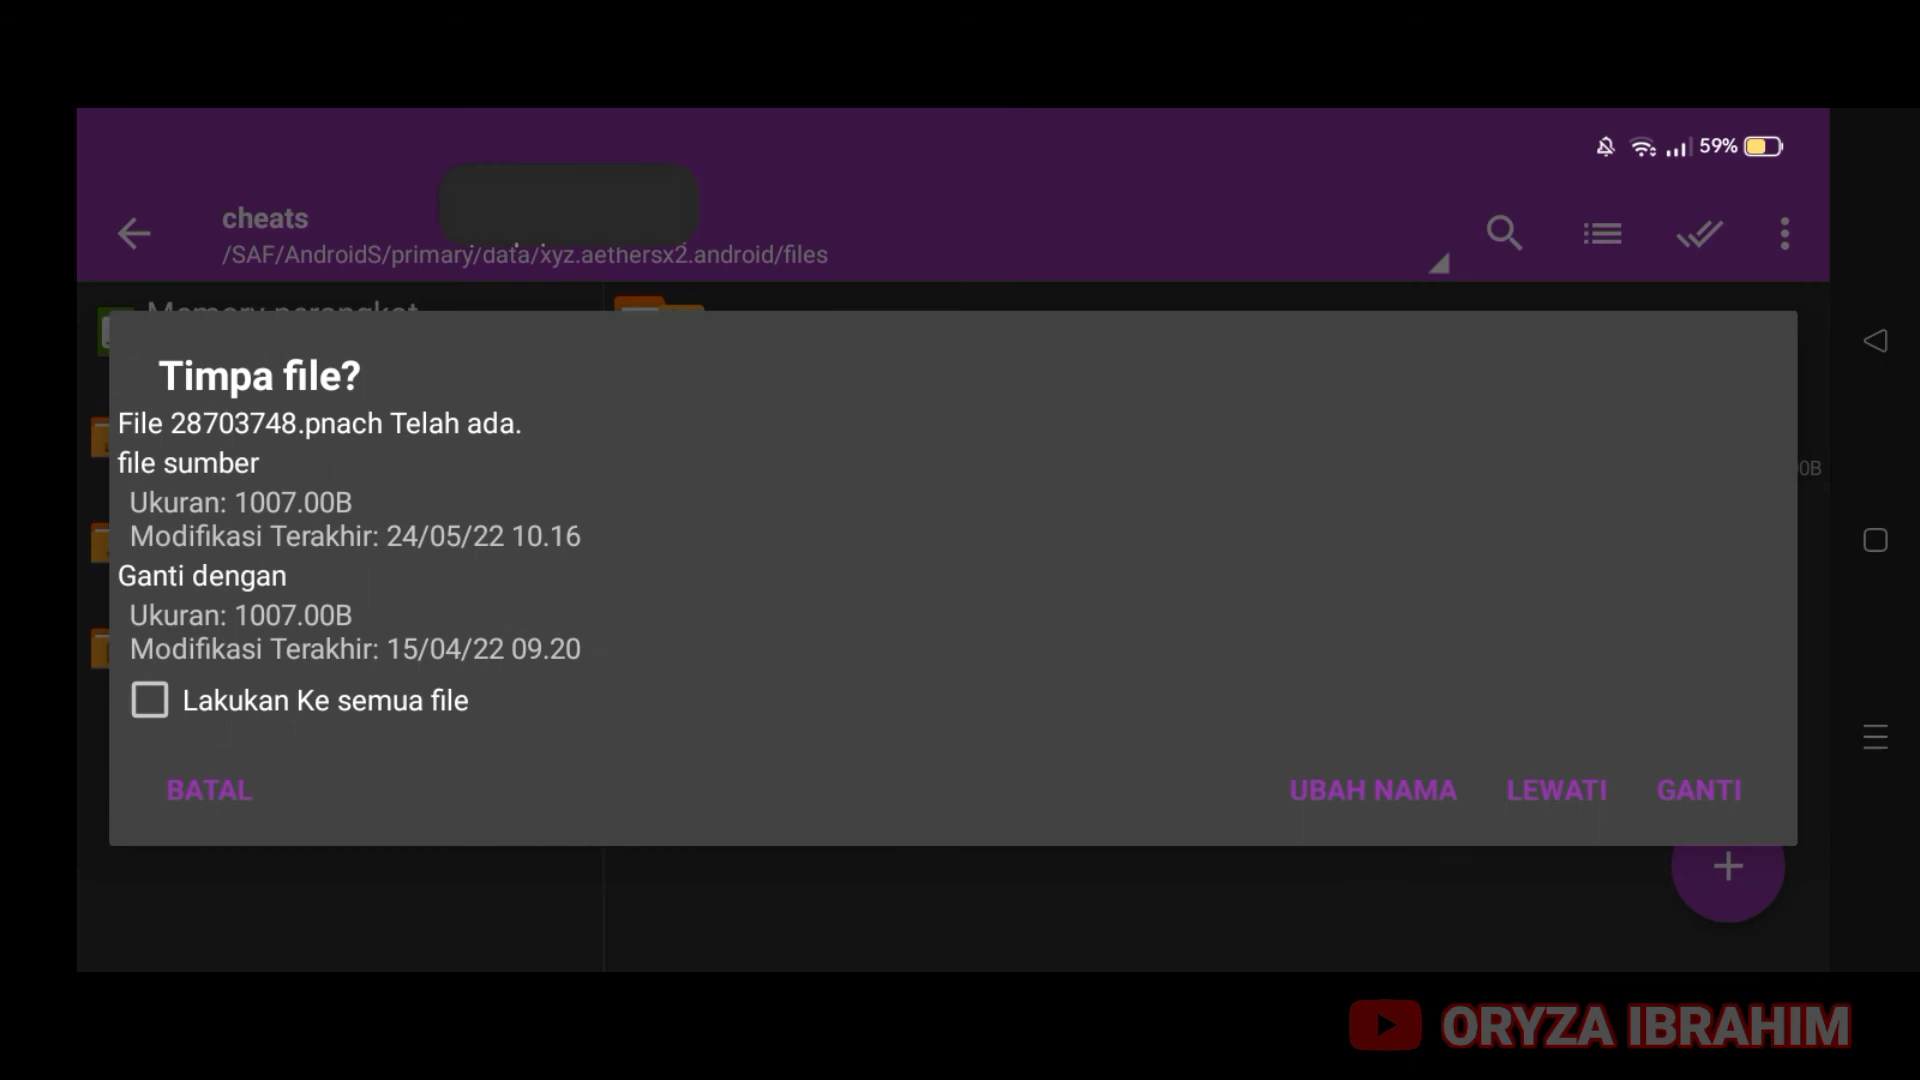 59%
cheats
/SAF/AndroidS/primary/data/xyz.aethersx2.android/files
Memory perangkat
Timpa file?
File 28703748.pnach Telah ada.
file sumber
Ukuran: 1007.00B
Modifikasi Terakhir: 24/05/22 10.16
Ganti dengan
Ukuran: 1007.00B
Modifikasi Terakhir: 15/04/22 09.20
Lakukan Ke semua file
BATAL
UBAH NAMA
LEWATI
GANTI
ORYZA IBRAHIM